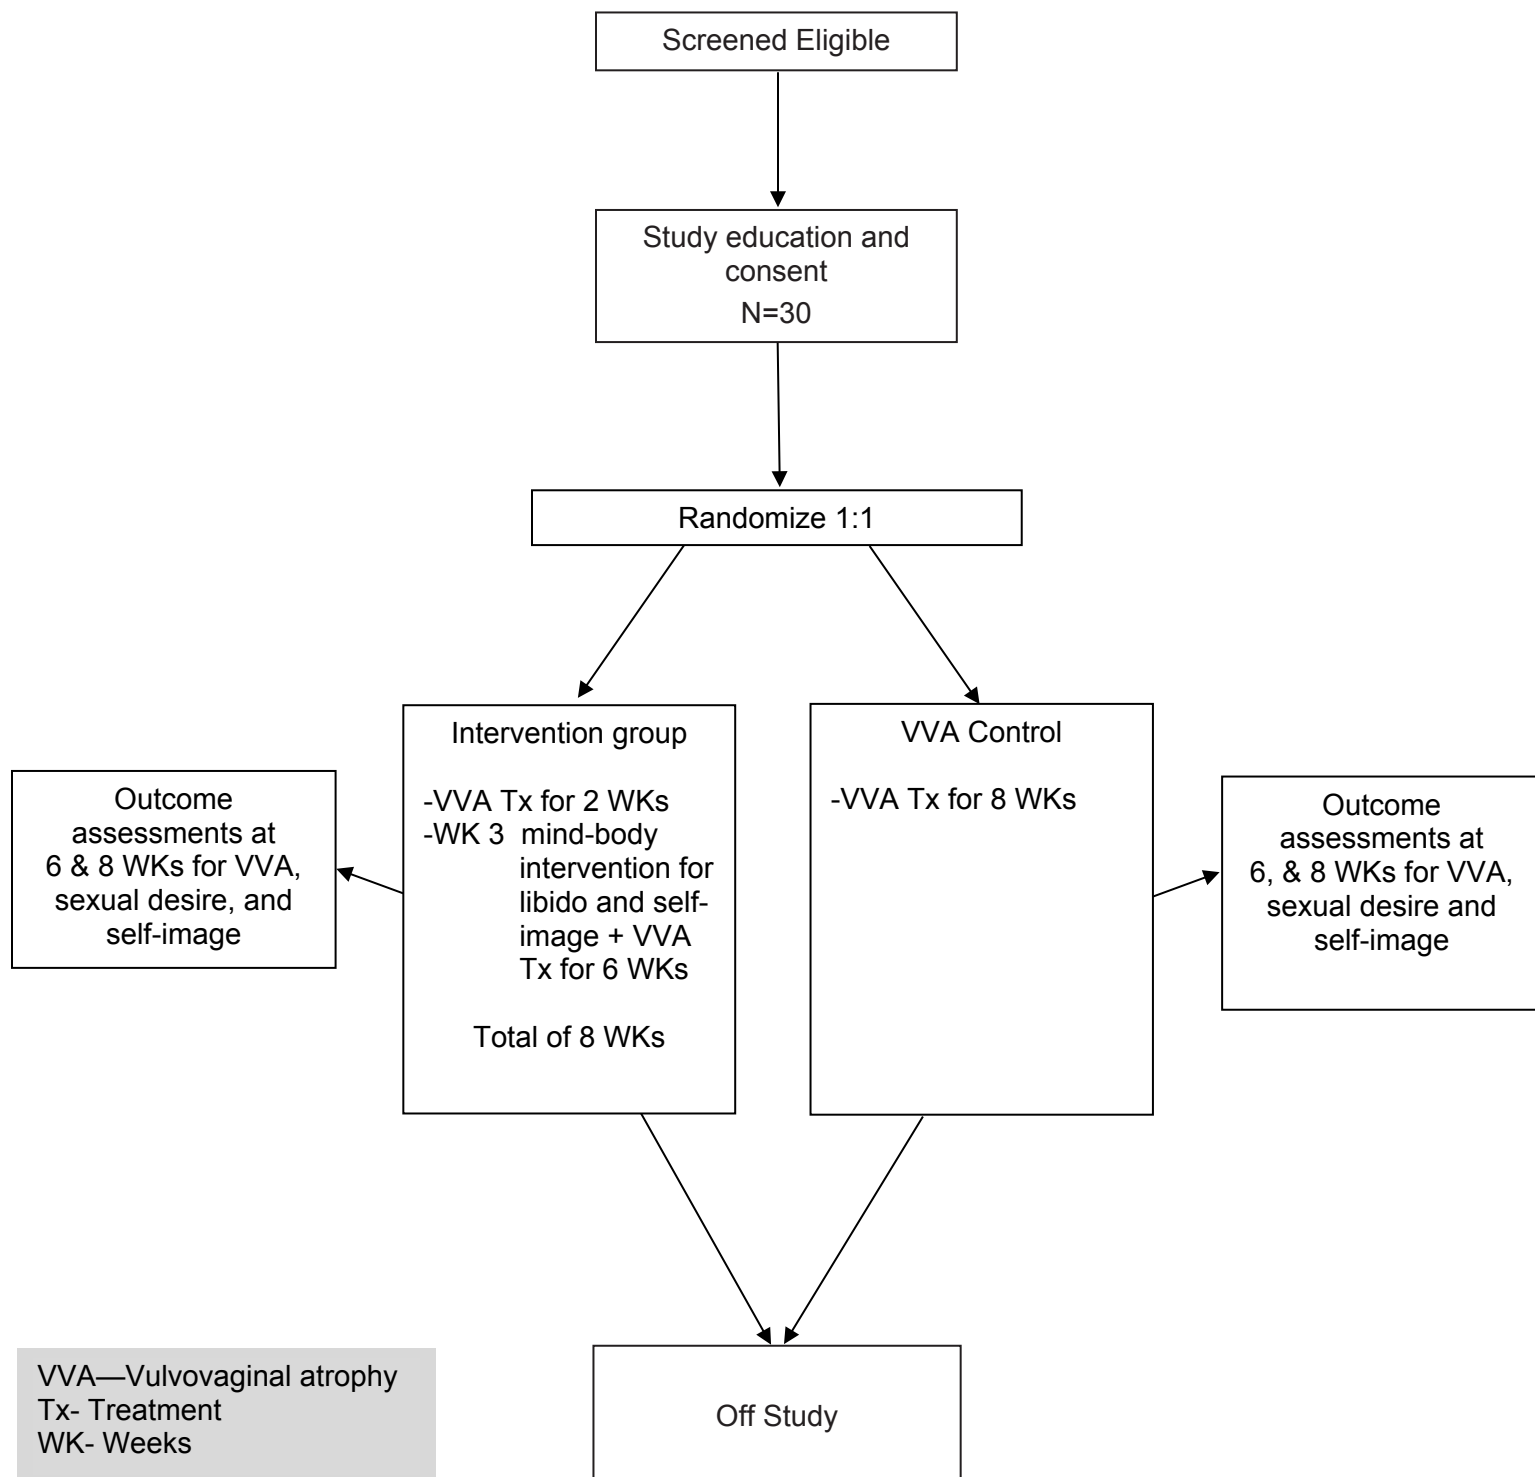 Screened Eligible
Study education and
consent
N=30
Randomize 1:1
Intervention group
-VVA Tx for 2 WKs
-WK 3 mind-body
intervention for
libido and self-
image + VVA
Tx for 6 WKs
Total of 8 WKs
VVA Control
-VVA Tx for 8 WKs
Outcome
assessments at
6 & 8 WKs for VVA,
sexual desire, and
self-image
Outcome
assessments at
6, & 8 WKs for VVA,
sexual desire and
self-image
Off Study
VVA—Vulvovaginal atrophy
Tx- Treatment
WK- Weeks